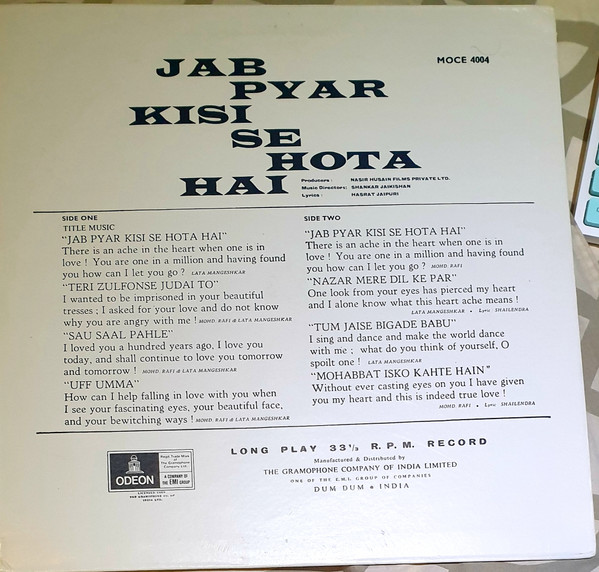 JAB
MOCE 4004
PYAR
KISI
SE
HOTA
HAI
Producers : NASIR HUSAIN FILMS PRIVATE LTD.
Music Directors: SHANKAR JAIKISHAN
Lyrics : HASRAT JAIPURI
SIDE ONE
TITLE MUSIC
"JAB PYAR KISI SE HOTA HAI"
There is an ache in the heart when one is in
love ! You are one in a million and having found
you how can I let you go ? LATA MANGESHKAR
"TERI ZULFONSE JUDAI TO"
I wanted to be imprisoned in your beautiful
tresses ; I asked for your love and do not know
why you are angry with me ! MOHD. RAFI & LATA MANGESHKAR
"SAU SAAL PAHLE"
I loved you a hundred years ago, I love you
today, and shall continue to love you tomorrow
and tomorrow ! MOHD. RAFI & LATA MANGESHKAR
"UFF UMMA"
How can I help falling in love with you when
I see your fascinating eyes, your beautiful face,
and your bewitching ways ! MOHD. RAFI & LATA MANGESHKAR
SIDE TWO
"JAB PYAR KISI SE HOTA HAI"
There is an ache in the heart when one is in
love ! You are one in a million and having found
you how can I let you go ? MOHD. RAFI
"NAZAR MERE DIL KE PAR"
One look from your eyes has pierced my heart
and I alone know what this heart ache means !
LATA MANGESHKAR • Lyric SHAILENDRA
"TUM JAISE BIGADE BABU"
I sing and dance and make the world dance
with me ; what do you think of yourself, O
spoilt one ! LATA MANGESHKAR
"MOHABBAT ISKO KAHTE HAIN"
Without ever casting eyes on you I have given
you my heart and this is indeed true love !
MOHD. RAFI • Lyric SHAILENDRA
LONG PLAY 33⅓ R.P.M. RECORD
Manufactured & Distributed by
THE GRAMOPHONE COMPANY OF INDIA LIMITED
ONE OF THE E.M.I. GROUP OF COMPANIES
DUM DUM • INDIA
ODEON
Regd. Trade Mark of
The Gramophone
Company Ltd.
A COMPANY OF
THE EMI GROUP